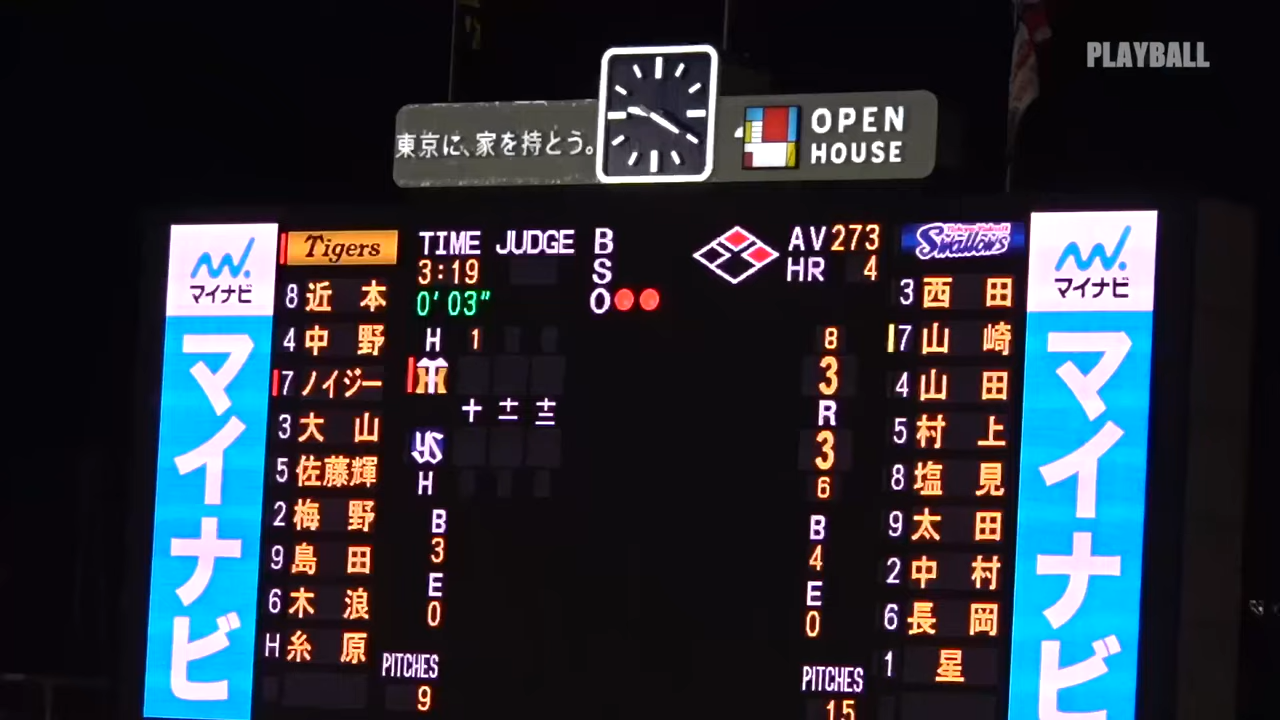 PLAYBALL
東京に、家を持とう。
OPEN
HOUSE
マイナビ
マイナビ
Tigers
8 近本
4 中野
7 ノイジー
3 大山
5 佐藤輝
2 梅野
9 島田
6 木浪
H 糸原
TIME JUDGE
3:19
0'03"
B
S
O
AV 273
HR 4
H 1
8
3
R
3
6
+ ± ±
YS
H
B
3
E
0
PITCHES
9
B
4
E
0
PITCHES
15
Tokyo Yakult
Swallows
3 西田
7 山崎
4 山田
5 村上
8 塩見
9 太田
2 中村
6 長岡
1 星
マイナビ
マイナビ